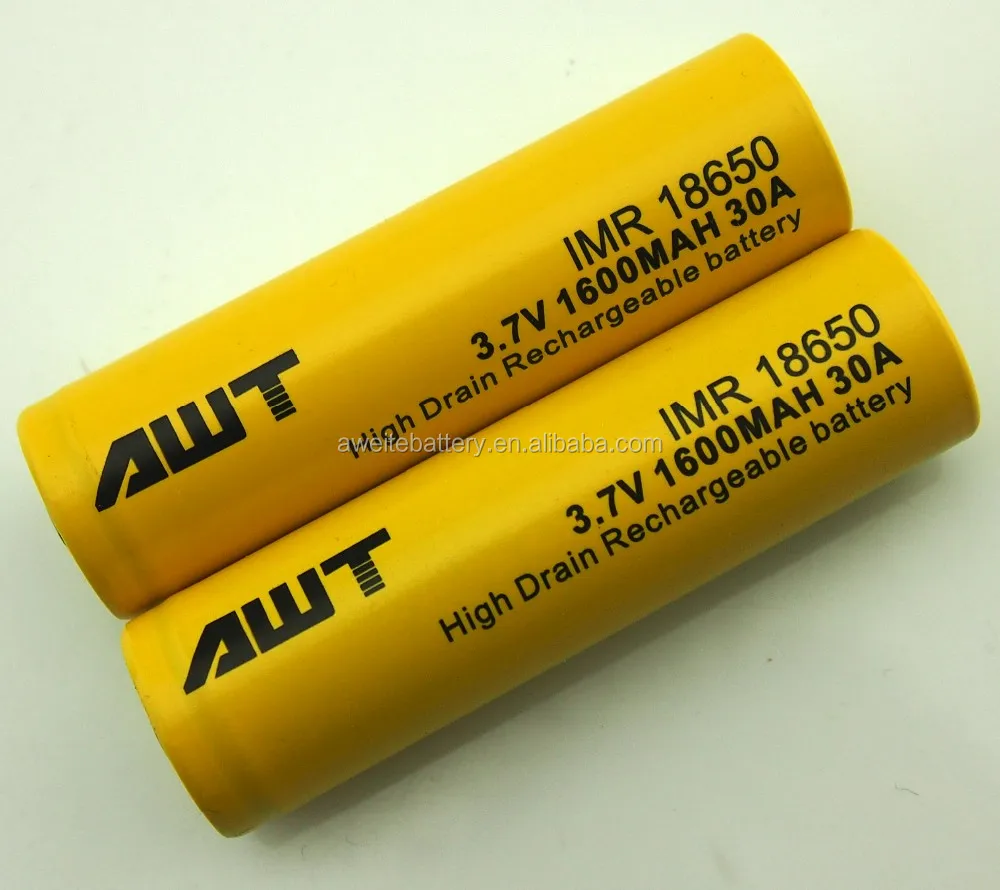 AWT
IMR 18650
3.7V 1600MAH 30A
High Drain Rechargeable battery
aweitebattery.en.alibaba.com
AWT
IMR 18650
3.7V 1600MAH 30A
High Drain Rechargeable battery